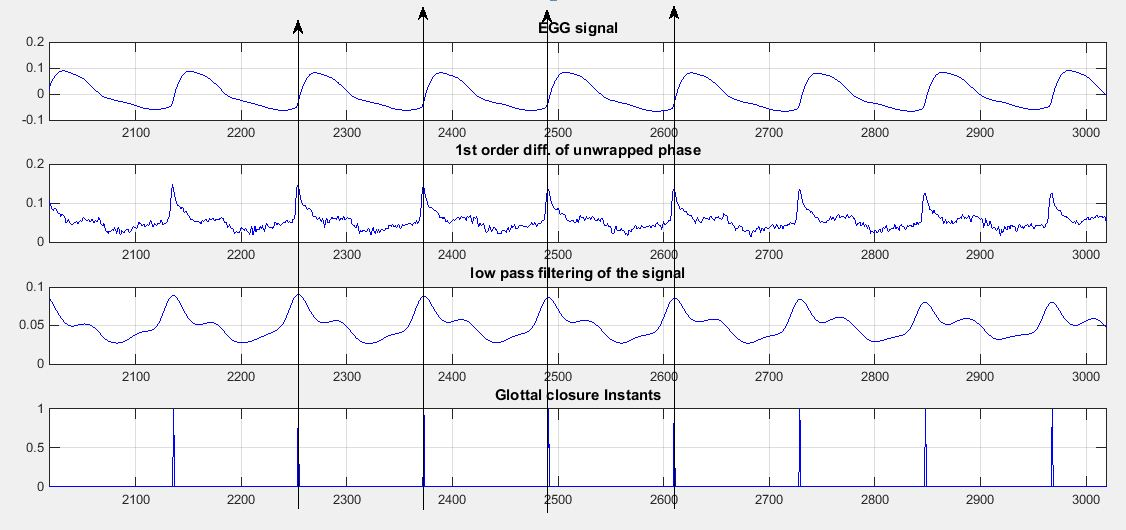 EGG signal
0.2
0.1
0
-0.1
2100 2200 2300 2400 2500 2600 2700 2800 2900 3000
1st order diff. of unwrapped phase
0.2
0.1
0
2100 2200 2300 2400 2500 2600 2700 2800 2900 3000
low pass filtering of the signal
0.1
0.05
0
2100 2200 2300 2400 2500 2600 2700 2800 2900 3000
Glottal closure Instants
1
0.5
0
2100 2200 2300 2400 2500 2600 2700 2800 2900 3000